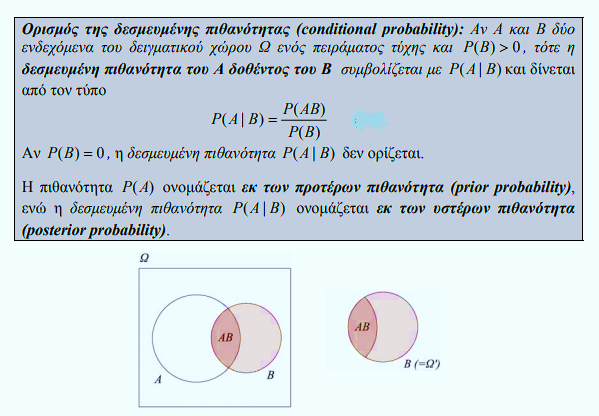 Ορισμός της δεσμευμένης πιθανότητας (conditional probability): Αν Α και Β δύο
ενδεχόμενα του δειγματικού χώρου Ω ενός πειράματος τύχης και P(B) > 0, τότε η
δεσμευμένη πιθανότητα του Α δοθέντος του Β συμβολίζεται με P(A | B) και δίνεται
από τον τύπο
P(A | B) = P(AB) / P(B)
Αν P(B) = 0, η δεσμευμένη πιθανότητα P(A | B) δεν ορίζεται.
Η πιθανότητα P(A) ονομάζεται εκ των προτέρων πιθανότητα (prior probability),
ενώ η δεσμευμένη πιθανότητα P(A | B) ονομάζεται εκ των υστέρων πιθανότητα
(posterior probability).
Ω
AB
A
B
AB
B (=Ω')